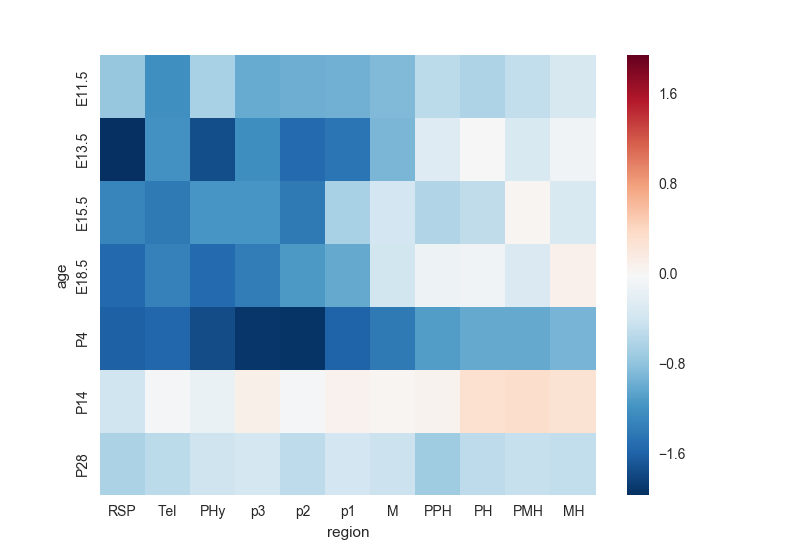 E11.5
E13.5
E15.5
E18.5
P4
P14
P28
age
RSP Tel PHy p3 p2 p1 M PPH PH PMH MH
region
1.6
0.8
0.0
−0.8
−1.6